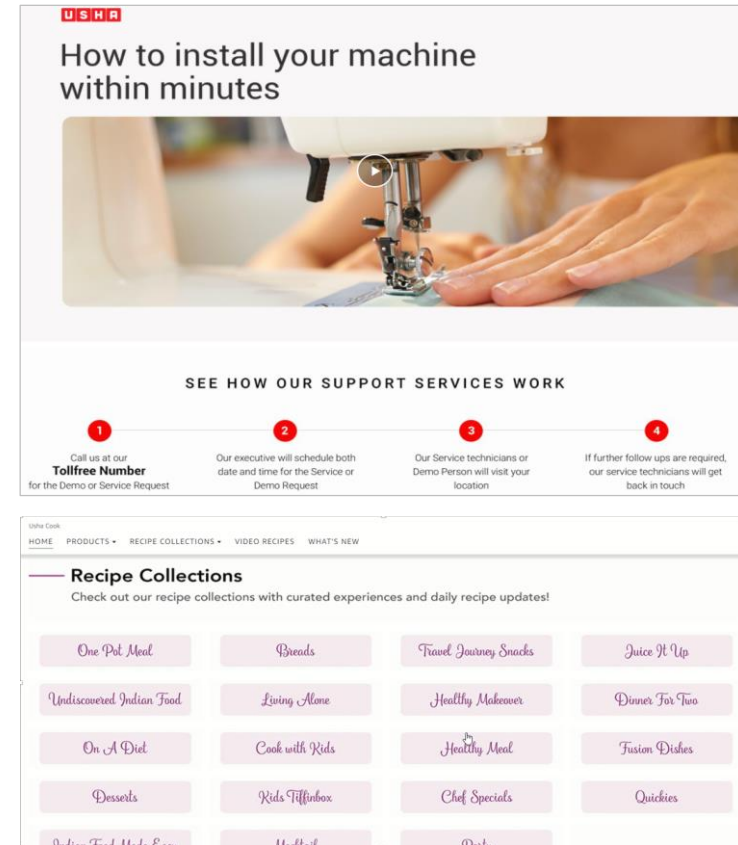 USHA
How to install your machine
within minutes
SEE HOW OUR SUPPORT SERVICES WORK
1 2 3 4
Call us at our
Tollfree Number
for the Demo or Service Request
Our executive will schedule both
date and time for the Service or
Demo Request
Our Service technicians or
Demo Person will visit your
location
If further follow ups are required,
our service technicians will get
back in touch
Usha Cook
HOME PRODUCTS RECIPE COLLECTIONS VIDEO RECIPES WHAT'S NEW
Recipe Collections
Check out our recipe collections with curated experiences and daily recipe updates!
One Pot Meal Breads Travel Journey Snacks Juice It Up
Undiscovered Indian Food Living Alone Healthy Makeover Dinner For Two
On A Diet Cook with Kids Healthy Meal Fusion Dishes
Desserts Kids Tiffinbox Chef Specials Quickies
Indian Food Made Easy